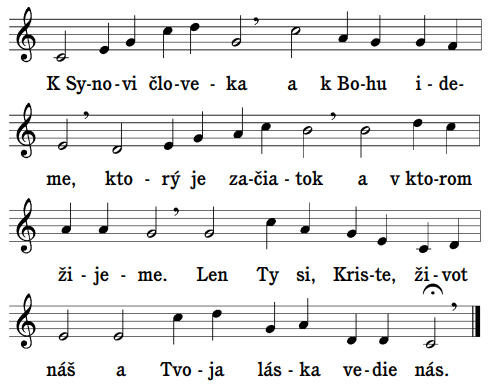 K Sy - no - vi člo - ve - ka a k Bo - hu i - de-
me, kto - rý je za - čia - tok a v kto - rom
ži - je - me. Len Ty si, Kris - te, ži - vot
náš a Tvo - ja lás - ka ve - die nás.